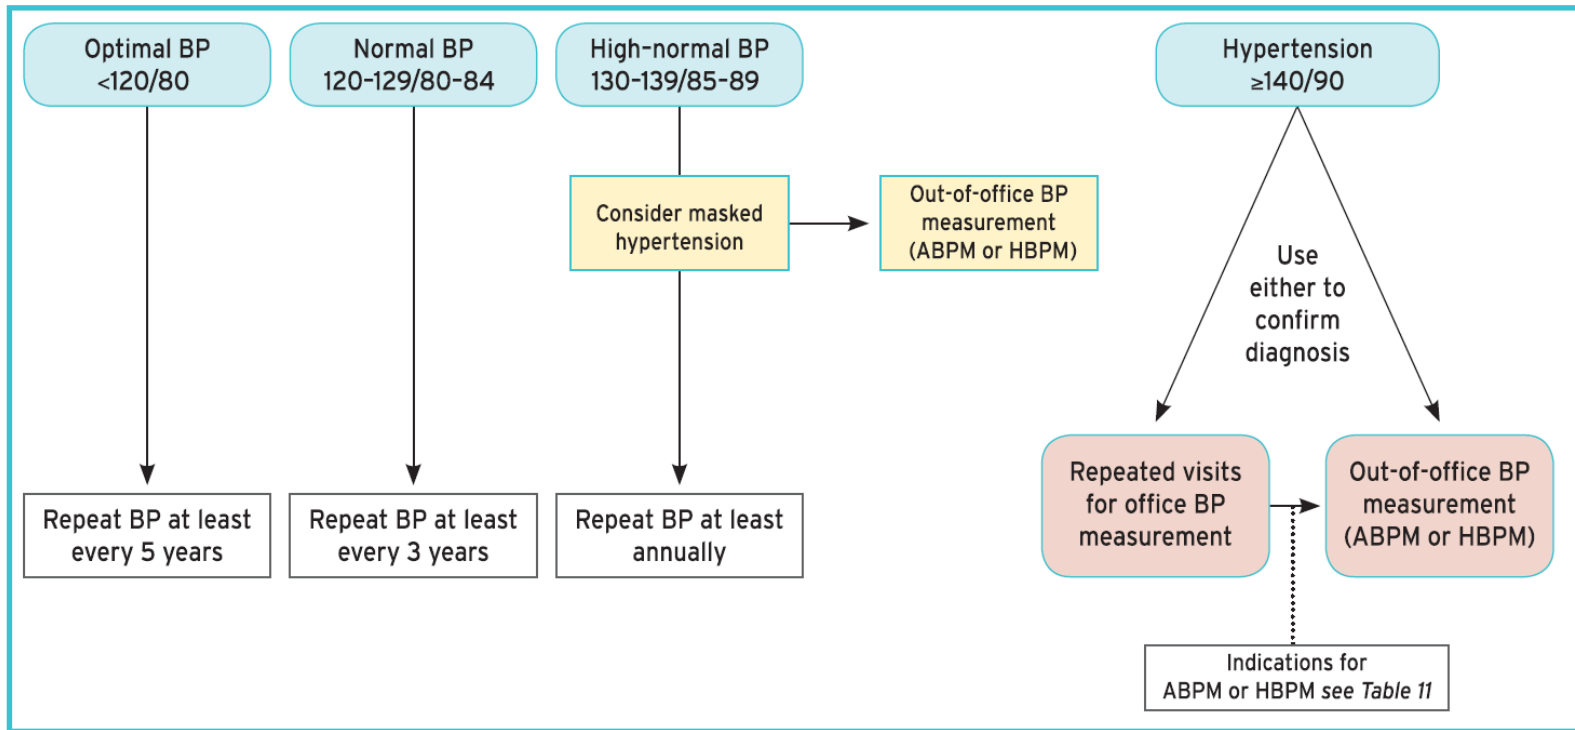 Optimal BP
<120/80
Normal BP
120–129/80–84
High–normal BP
130–139/85–89
Hypertension
≥140/90
Consider masked
hypertension
Out-of-office BP
measurement
(ABPM or HBPM)
Use
either to
confirm
diagnosis
Repeat BP at least
every 5 years
Repeat BP at least
every 3 years
Repeat BP at least
annually
Repeated visits
for office BP
measurement
Out-of-office BP
measurement
(ABPM or HBPM)
Indications for
ABPM or HBPM see Table 11